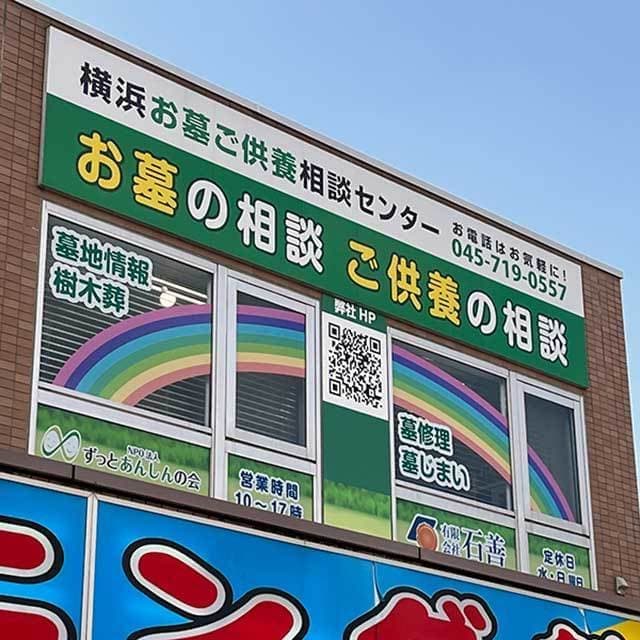 横浜お墓ご供養相談センター
お電話はお気軽に!
045-719-0557
お墓の相談 ご供養の相談
墓地情報
樹木葬
弊社HP
墓修理
墓じまい
NPO法人
ずっとあんしんの会
営業時間
10～17時
有限会社 石善
定休日
水・日曜日